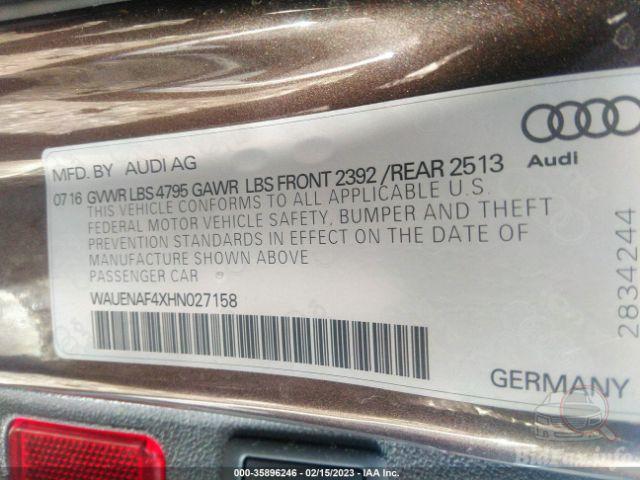 MFD. BY AUDI AG
Audi
07 16 GVWR LBS 4795 GAWR LBS FRONT 2392 /REAR 2513
THIS VEHICLE CONFORMS TO ALL APPLICABLE U.S.
FEDERAL MOTOR VEHICLE SAFETY, BUMPER AND THEFT
PREVENTION STANDARDS IN EFFECT ON THE DATE OF
MANUFACTURE SHOWN ABOVE
PASSENGER CAR
WAUENAF4XHN027158
2834244
GERMANY
BidFax.info
000-35896246 - 02/15/2023 - IAA Inc.